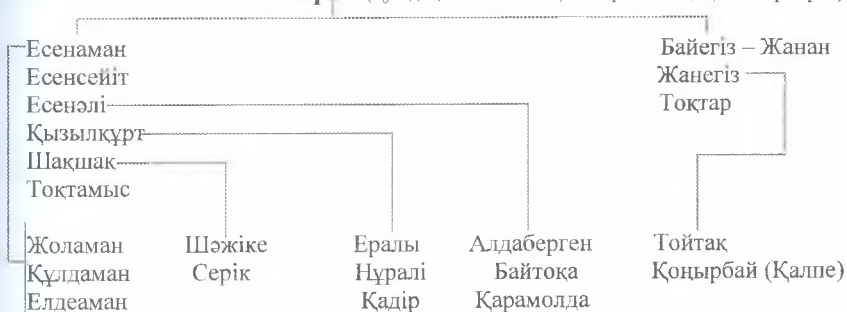 Есенаман
Есенсейіт
Есенәлі
Қызылқұрт
Шақшақ
Тоқтамыс
Байегіз – Жанан
Жанегіз
Тоқтар
Жоламан Шәжіке Ералы Алдаберген Тойтақ
Құлдаман Серік Нұралі Байтоқа Қоңырбай (Қалпе)
Елдеаман Қадір Қарамолда